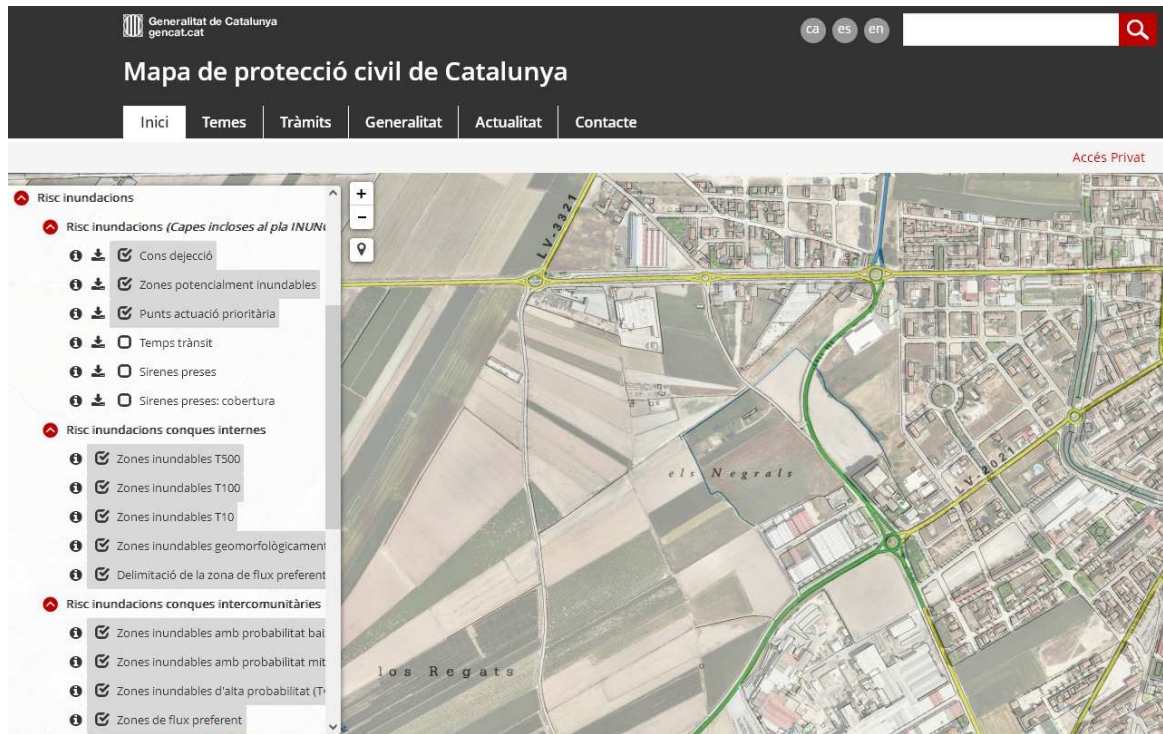 Generalitat de Catalunya
gencat.cat
ca es en
Mapa de protecció civil de Catalunya
Inici Temes Tràmits Generalitat Actualitat Contacte
Accés Privat
Risc inundacions
Risc inundacions (Capes incloses al pla INUN
Cons dejecció
Zones potencialment inundables
Punts actuació prioritària
Temps trànsit
Sirenes preses
Sirenes preses: cobertura
Risc inundacions conques internes
Zones inundables T500
Zones inundables T100
Zones inundables T10
Zones inundables geomorfològicament
Delimitació de la zona de flux preferent
Risc inundacions conques intercomunitàries
Zones inundables amb probabilitat bai
Zones inundables amb probabilitat mit
Zones inundables d'alta probabilitat (T
Zones de flux preferent
+
−
LV-3321
els Negrals
LV-2021
los Regats